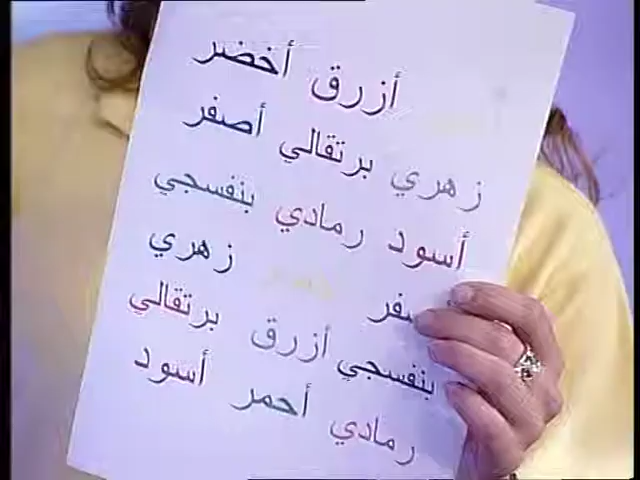 أزرق أخضر
زهري برتقالي أصفر
أسود رمادي بنفسجي
زهري
بنفسجي أزرق برتقالي
رمادي أحمر أسود